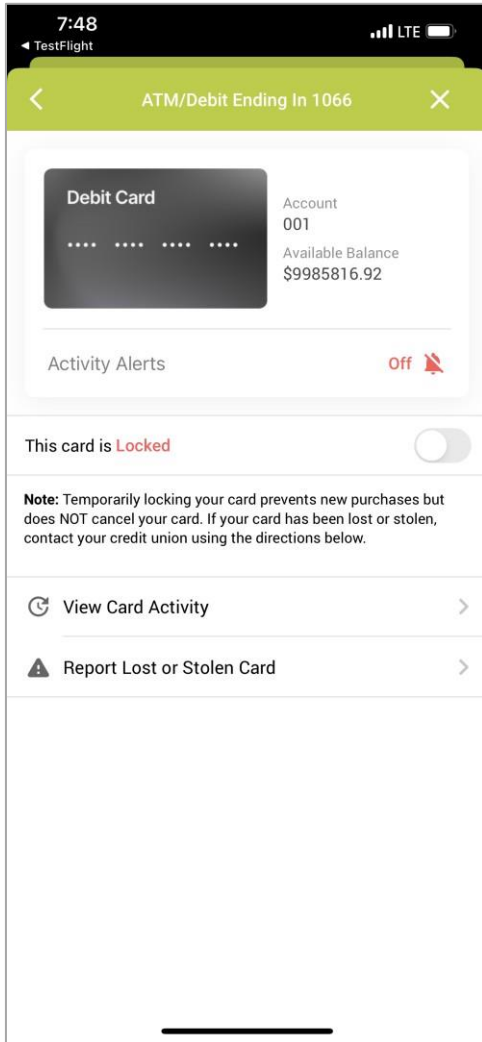 7:48
LTE
◄ TestFlight
ATM/Debit Ending In 1066
Debit Card
•••• •••• •••• ••••
Account
001
Available Balance
$9985816.92
Activity Alerts
Off
This card is Locked
Note: Temporarily locking your card prevents new purchases but
does NOT cancel your card. If your card has been lost or stolen,
contact your credit union using the directions below.
View Card Activity
Report Lost or Stolen Card